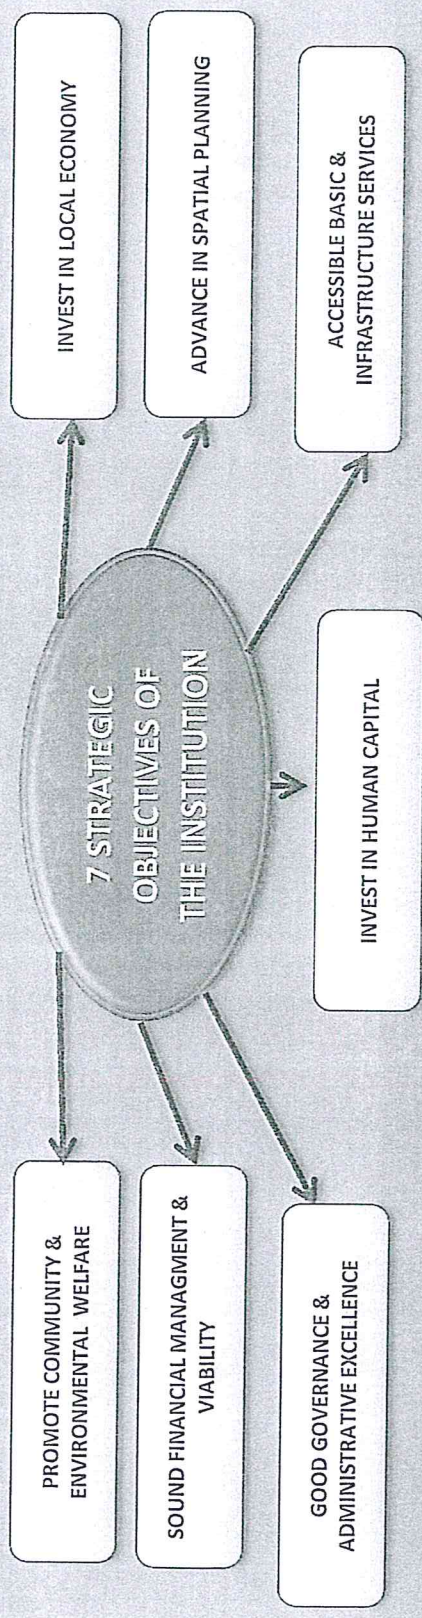 PROMOTE COMMUNITY &
ENVIRONMENTAL WELFARE
SOUND FINANCIAL MANAGMENT &
VIABILITY
GOOD GOVERNANCE &
ADMINISTRATIVE EXCELLENCE
7 STRATEGIC
OBJECTIVES OF
THE INSTITUTION
INVEST IN HUMAN CAPITAL
INVEST IN LOCAL ECONOMY
ADVANCE IN SPATIAL PLANNING
ACCESSIBLE BASIC &
INFRASTRUCTURE SERVICES